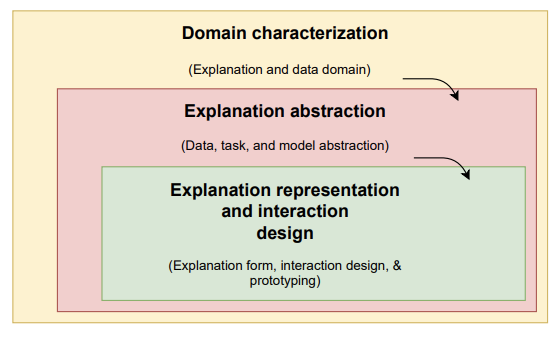 Domain characterization
(Explanation and data domain)
Explanation abstraction
(Data, task, and model abstraction)
Explanation representation
and interaction
design
(Explanation form, interaction design, &
prototyping)